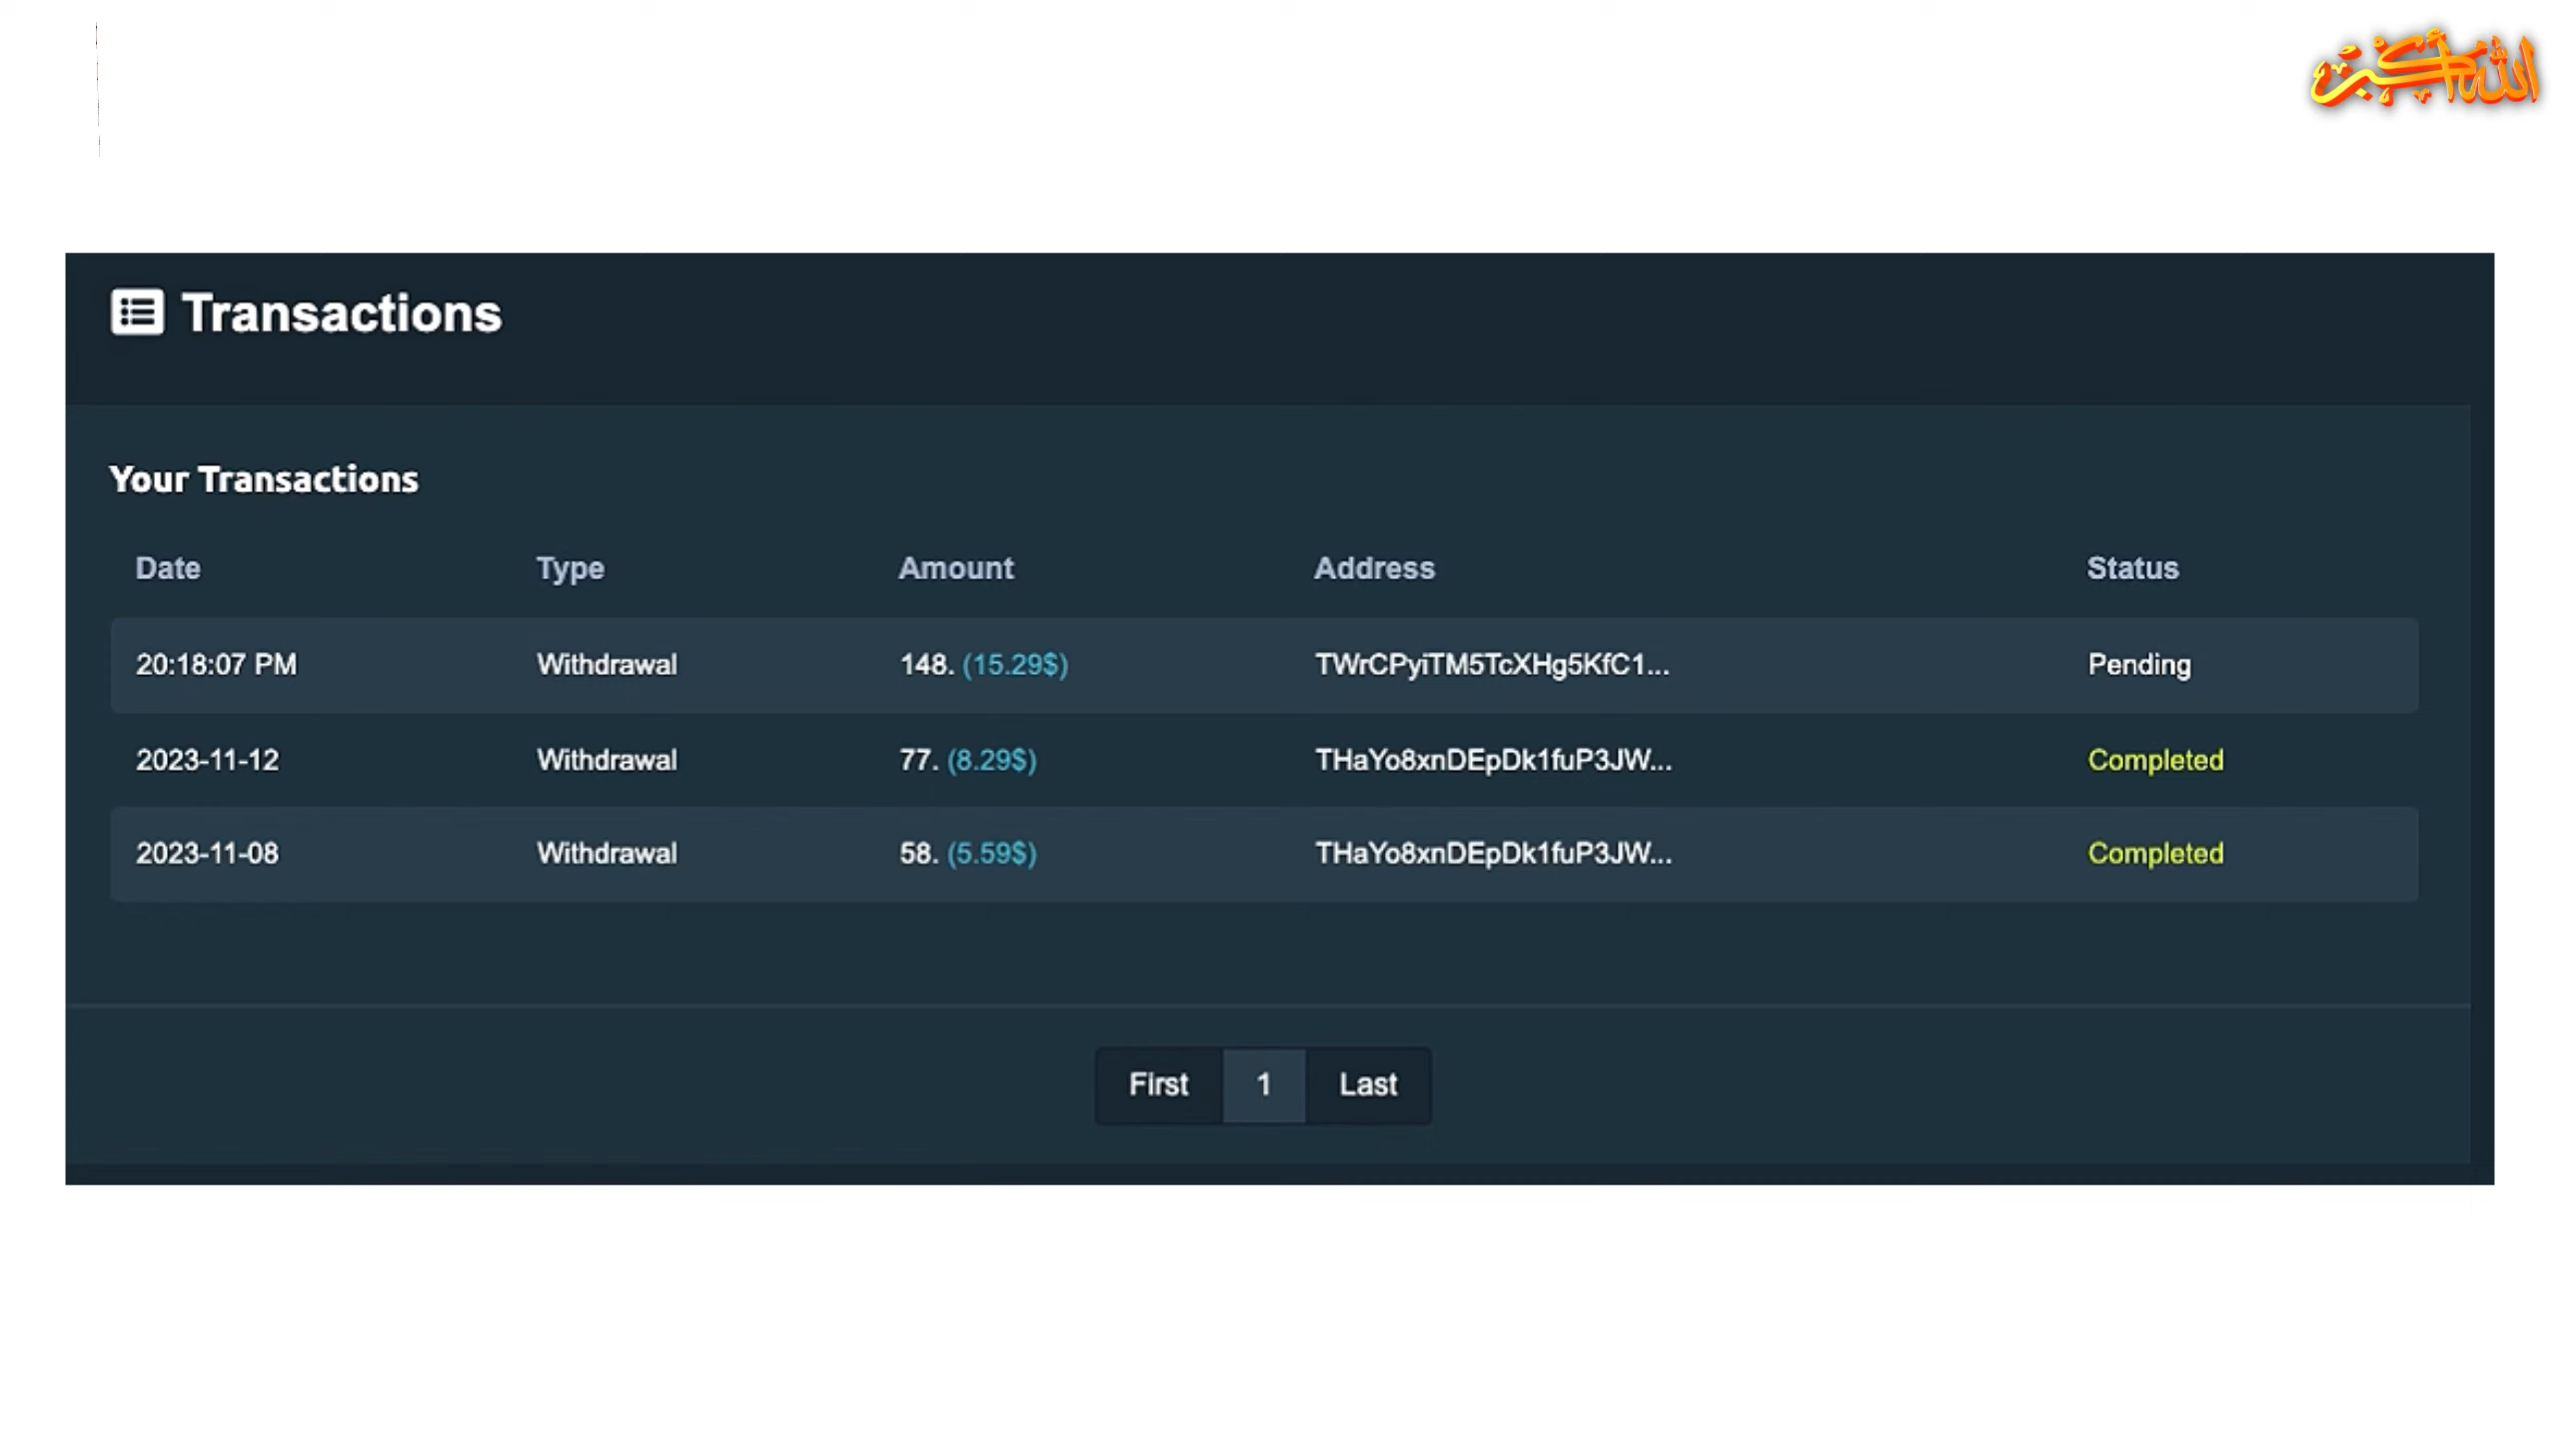 الله أكبر
Transactions
Your Transactions
Date Type Amount Address Status
20:18:07 PM Withdrawal 148. (15.29$) TWrCPyiTM5TcXHg5KfC1... Pending
2023-11-12 Withdrawal 77. (8.29$) THaYo8xnDEpDk1fuP3JW... Completed
2023-11-08 Withdrawal 58. (5.59$) THaYo8xnDEpDk1fuP3JW... Completed
First 1 Last